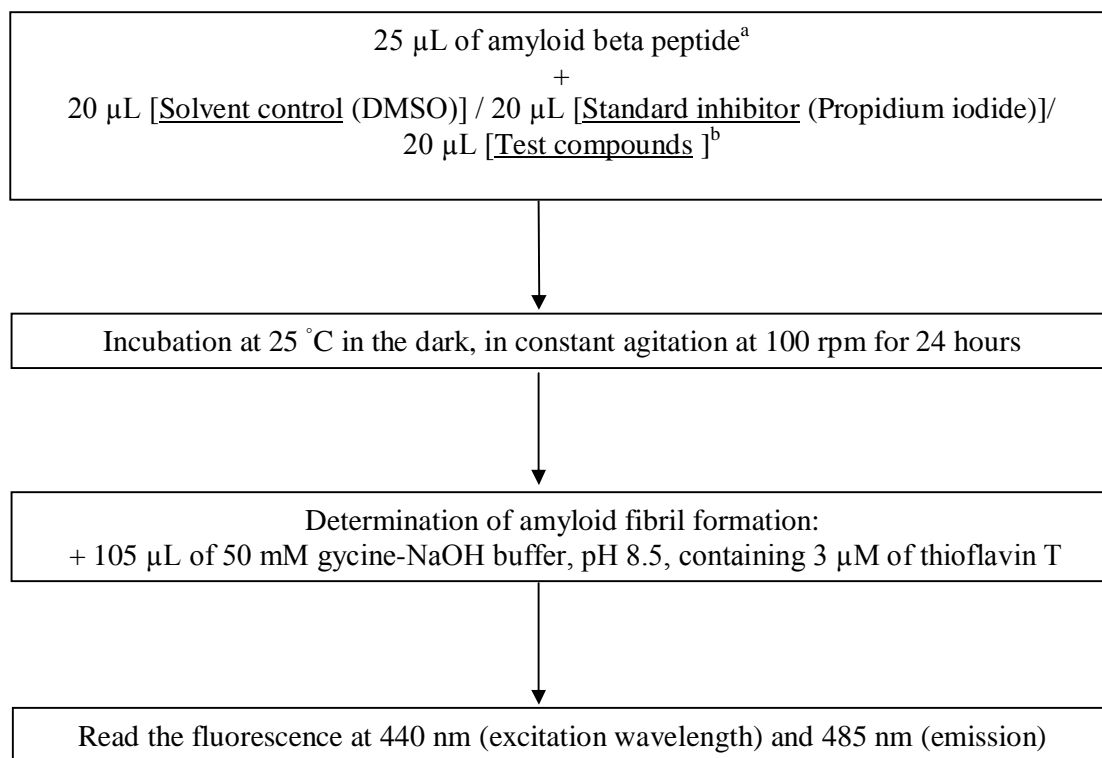 25 µL of amyloid beta peptideᵃ
+
20 µL [Solvent control (DMSO)] / 20 µL [Standard inhibitor (Propidium iodide)]/
20 µL [Test compounds ]ᵇ
Incubation at 25 °C in the dark, in constant agitation at 100 rpm for 24 hours
Determination of amyloid fibril formation:
+ 105 µL of 50 mM gycine-NaOH buffer, pH 8.5, containing 3 µM of thioflavin T
Read the fluorescence at 440 nm (excitation wavelength) and 485 nm (emission)